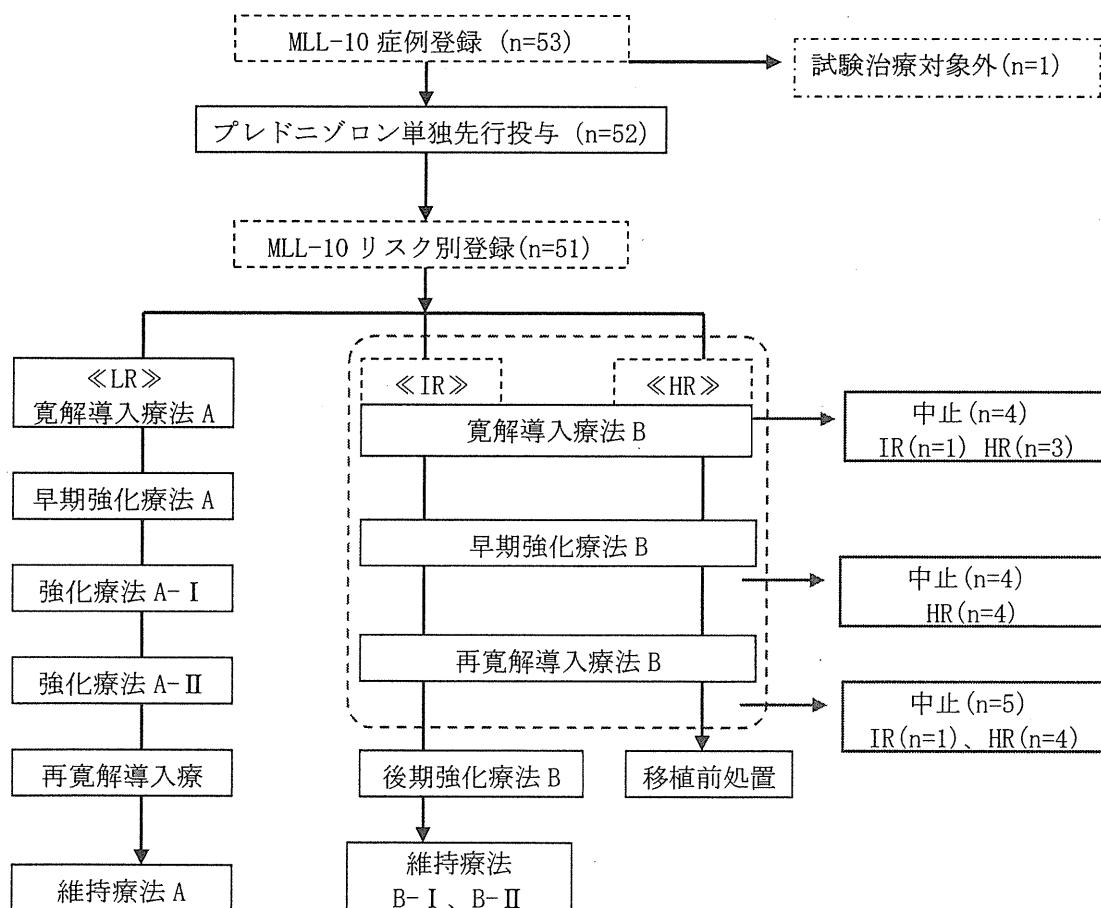 MLL-10 症例登録 (n=53)
試験治療対象外(n=1)
プレドニゾロン単独先行投与 (n=52)
MLL-10 リスク別登録(n=51)
≪LR≫
寛解導入療法 A
≪IR≫
≪HR≫
寛解導入療法 B
中止(n=4)
IR(n=1) HR(n=3)
早期強化療法 A
早期強化療法 B
強化療法 A-Ⅰ
中止(n=4)
HR(n=4)
強化療法 A-Ⅱ
再寛解導入療法 B
中止(n=5)
IR(n=1)、HR(n=4)
再寛解導入療
後期強化療法 B
移植前処置
維持療法 A
維持療法
B-Ⅰ、B-Ⅱ